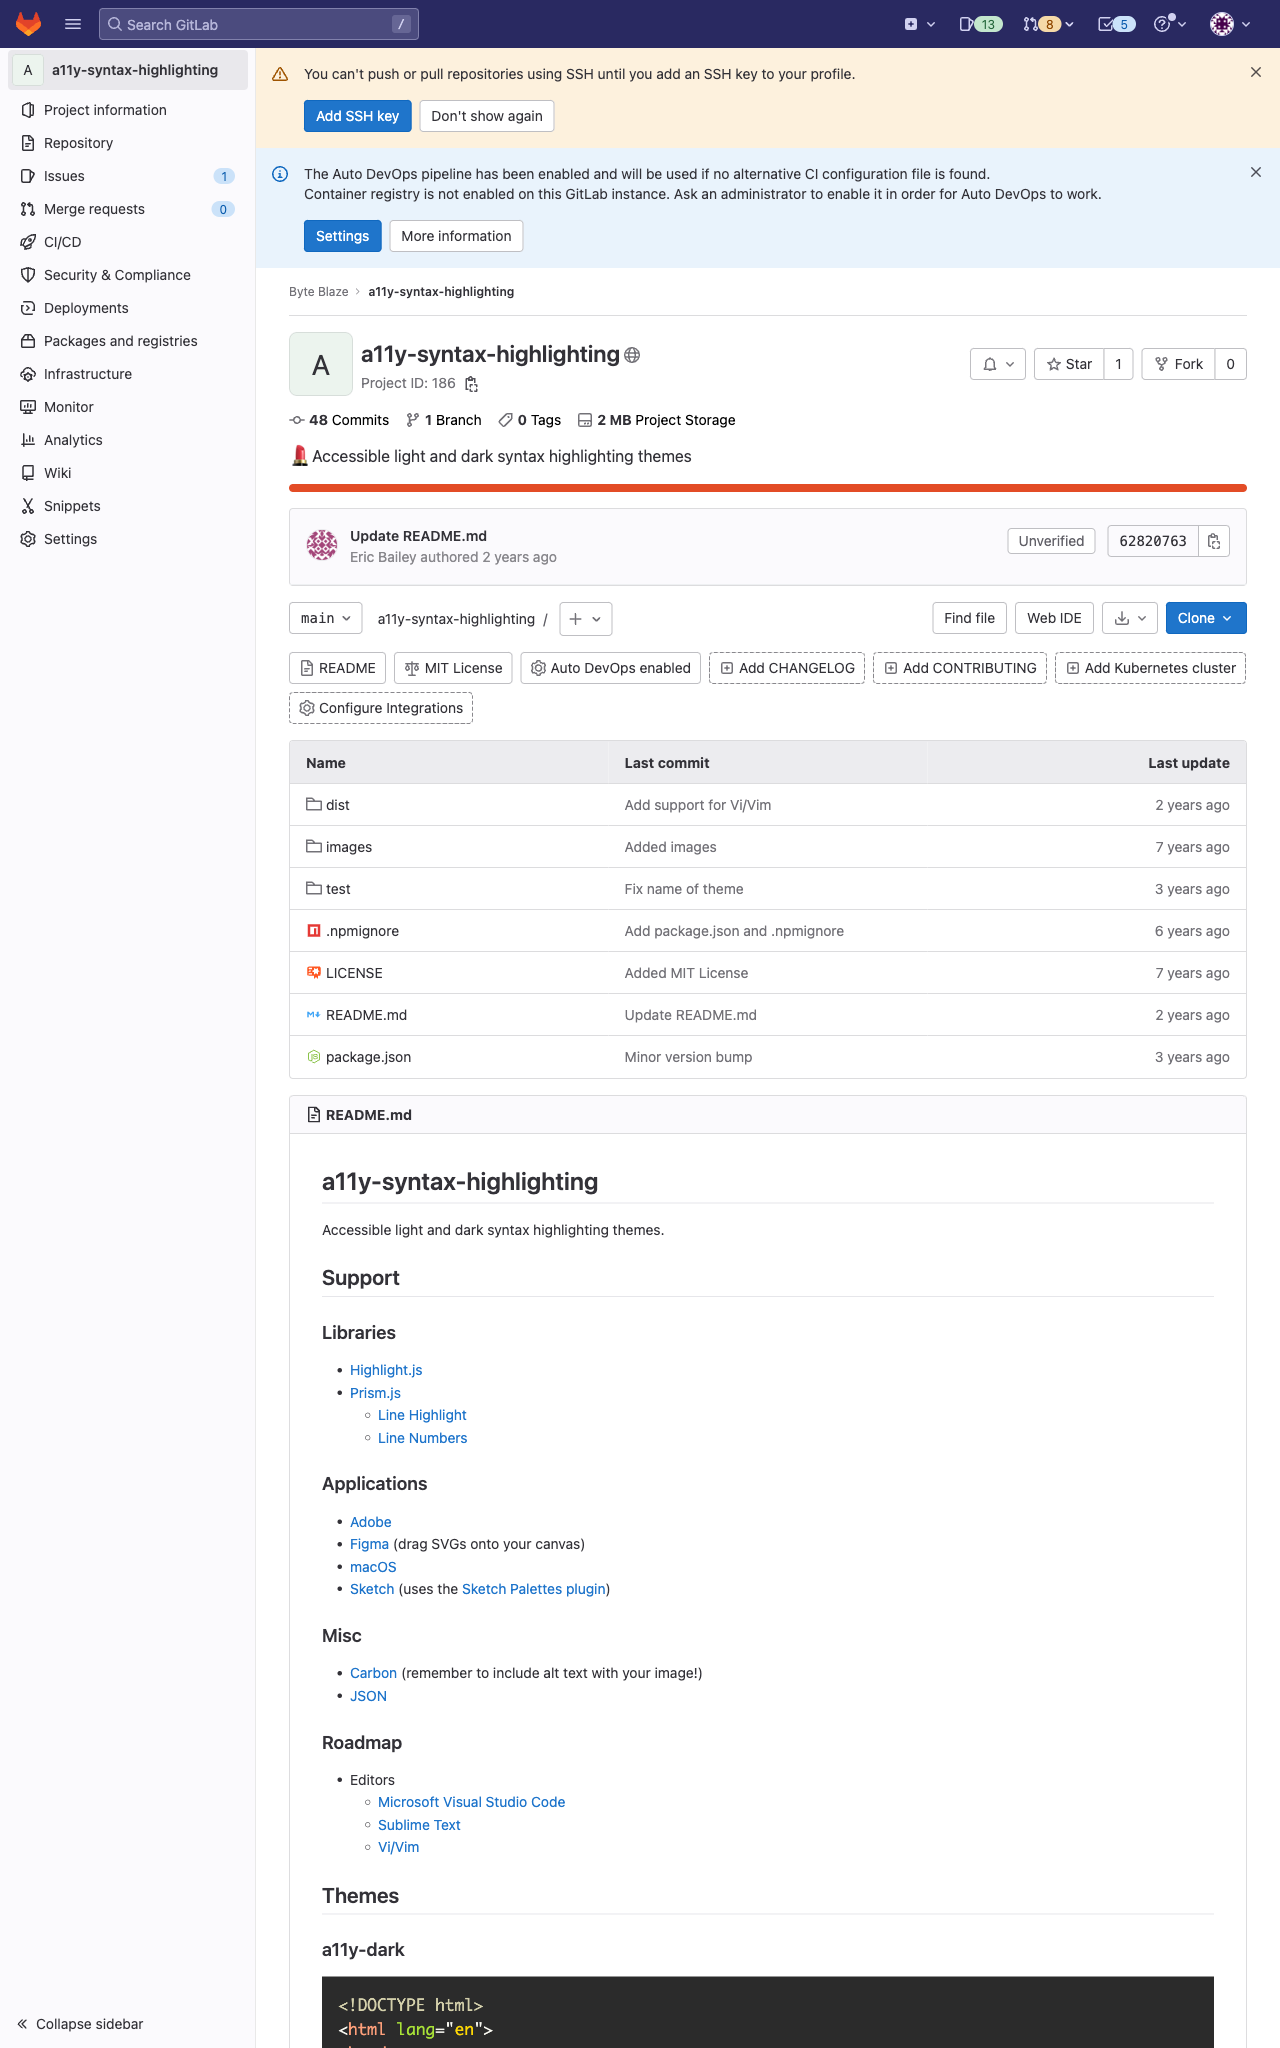 Search GitLab
/
13
8
5
A
a11y-syntax-highlighting
Project information
Repository
Issues
1
Merge requests
0
CI/CD
Security & Compliance
Deployments
Packages and registries
Infrastructure
Monitor
Analytics
Wiki
Snippets
Settings
Collapse sidebar
You can't push or pull repositories using SSH until you add an SSH key to your profile.
Add SSH key
Don't show again
The Auto DevOps pipeline has been enabled and will be used if no alternative CI configuration file is found.
Container registry is not enabled on this GitLab instance. Ask an administrator to enable it in order for Auto DevOps to work.
Settings
More information
Byte Blaze
a11y-syntax-highlighting
A
a11y-syntax-highlighting
Project ID: 186
Star
1
Fork
0
48 Commits
1 Branch
0 Tags
2 MB Project Storage
Accessible light and dark syntax highlighting themes
Update README.md
Eric Bailey authored 2 years ago
Unverified
62820763
main
a11y-syntax-highlighting /
Find file
Web IDE
Clone
README
MIT License
Auto DevOps enabled
Add CHANGELOG
Add CONTRIBUTING
Add Kubernetes cluster
Configure Integrations
Name Last commit Last update
dist Add support for Vi/Vim 2 years ago
images Added images 7 years ago
test Fix name of theme 3 years ago
.npmignore Add package.json and .npmignore 6 years ago
LICENSE Added MIT License 7 years ago
README.md Update README.md 2 years ago
package.json Minor version bump 3 years ago
README.md
a11y-syntax-highlighting
Accessible light and dark syntax highlighting themes.
Support
Libraries
• Highlight.js
• Prism.js
◦ Line Highlight
◦ Line Numbers
Applications
• Adobe
• Figma (drag SVGs onto your canvas)
• macOS
• Sketch (uses the Sketch Palettes plugin)
Misc
• Carbon (remember to include alt text with your image!)
• JSON
Roadmap
• Editors
◦ Microsoft Visual Studio Code
◦ Sublime Text
◦ Vi/Vim
Themes
a11y-dark
<!DOCTYPE html>
<html lang="en">